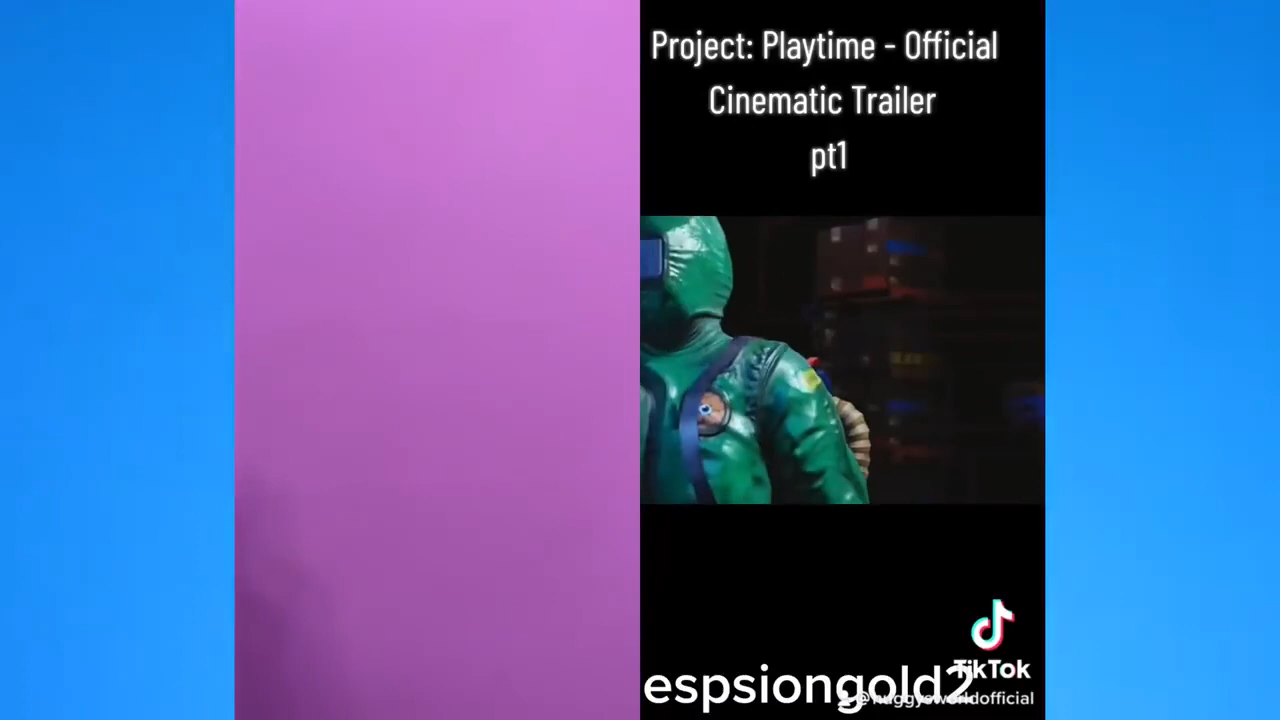 Project: Playtime - Official
Cinematic Trailer
pt1
TikTok
espsiongold2